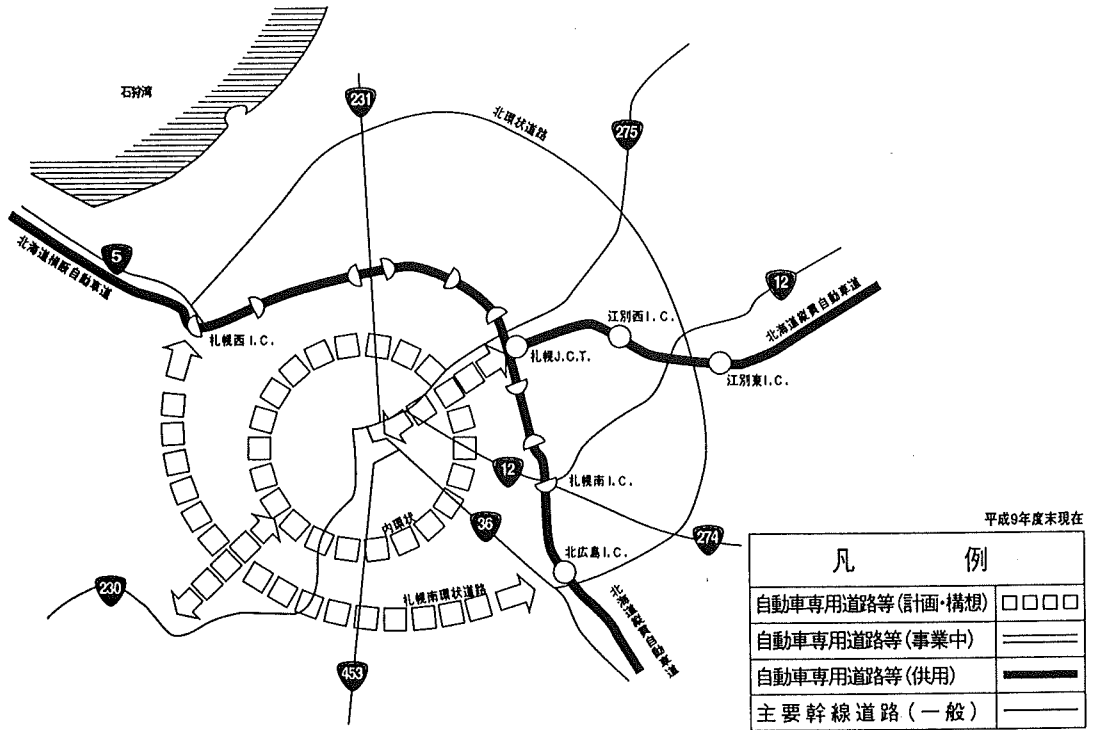 石狩湾
231
北環状道路
275
5
北海道横断自動車道
12
北海道縦貫自動車道
江別西I.C.
札幌西I.C.
札幌J.C.T.
江別東I.C.
12
札幌南I.C.
36
内環状
274
北広島I.C.
230
札幌南環状道路
北海道縦貫自動車道
453
平成9年度末現在
凡 例
自動車専用道路等(計画・構想)
自動車専用道路等(事業中)
自動車専用道路等(供用)
主要幹線道路(一般)